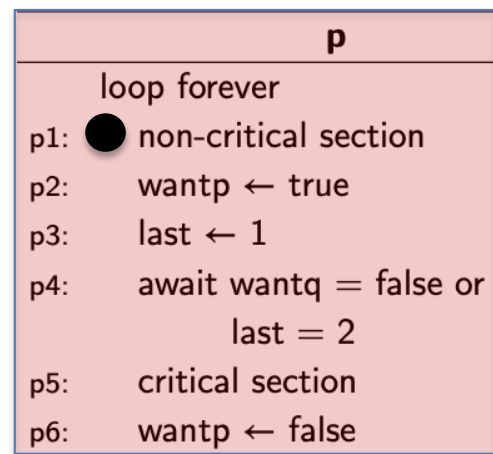 p
loop forever
p1: non-critical section
p2: wantp ← true
p3: last ← 1
p4: await wantq = false or
last = 2
p5: critical section
p6: wantp ← false